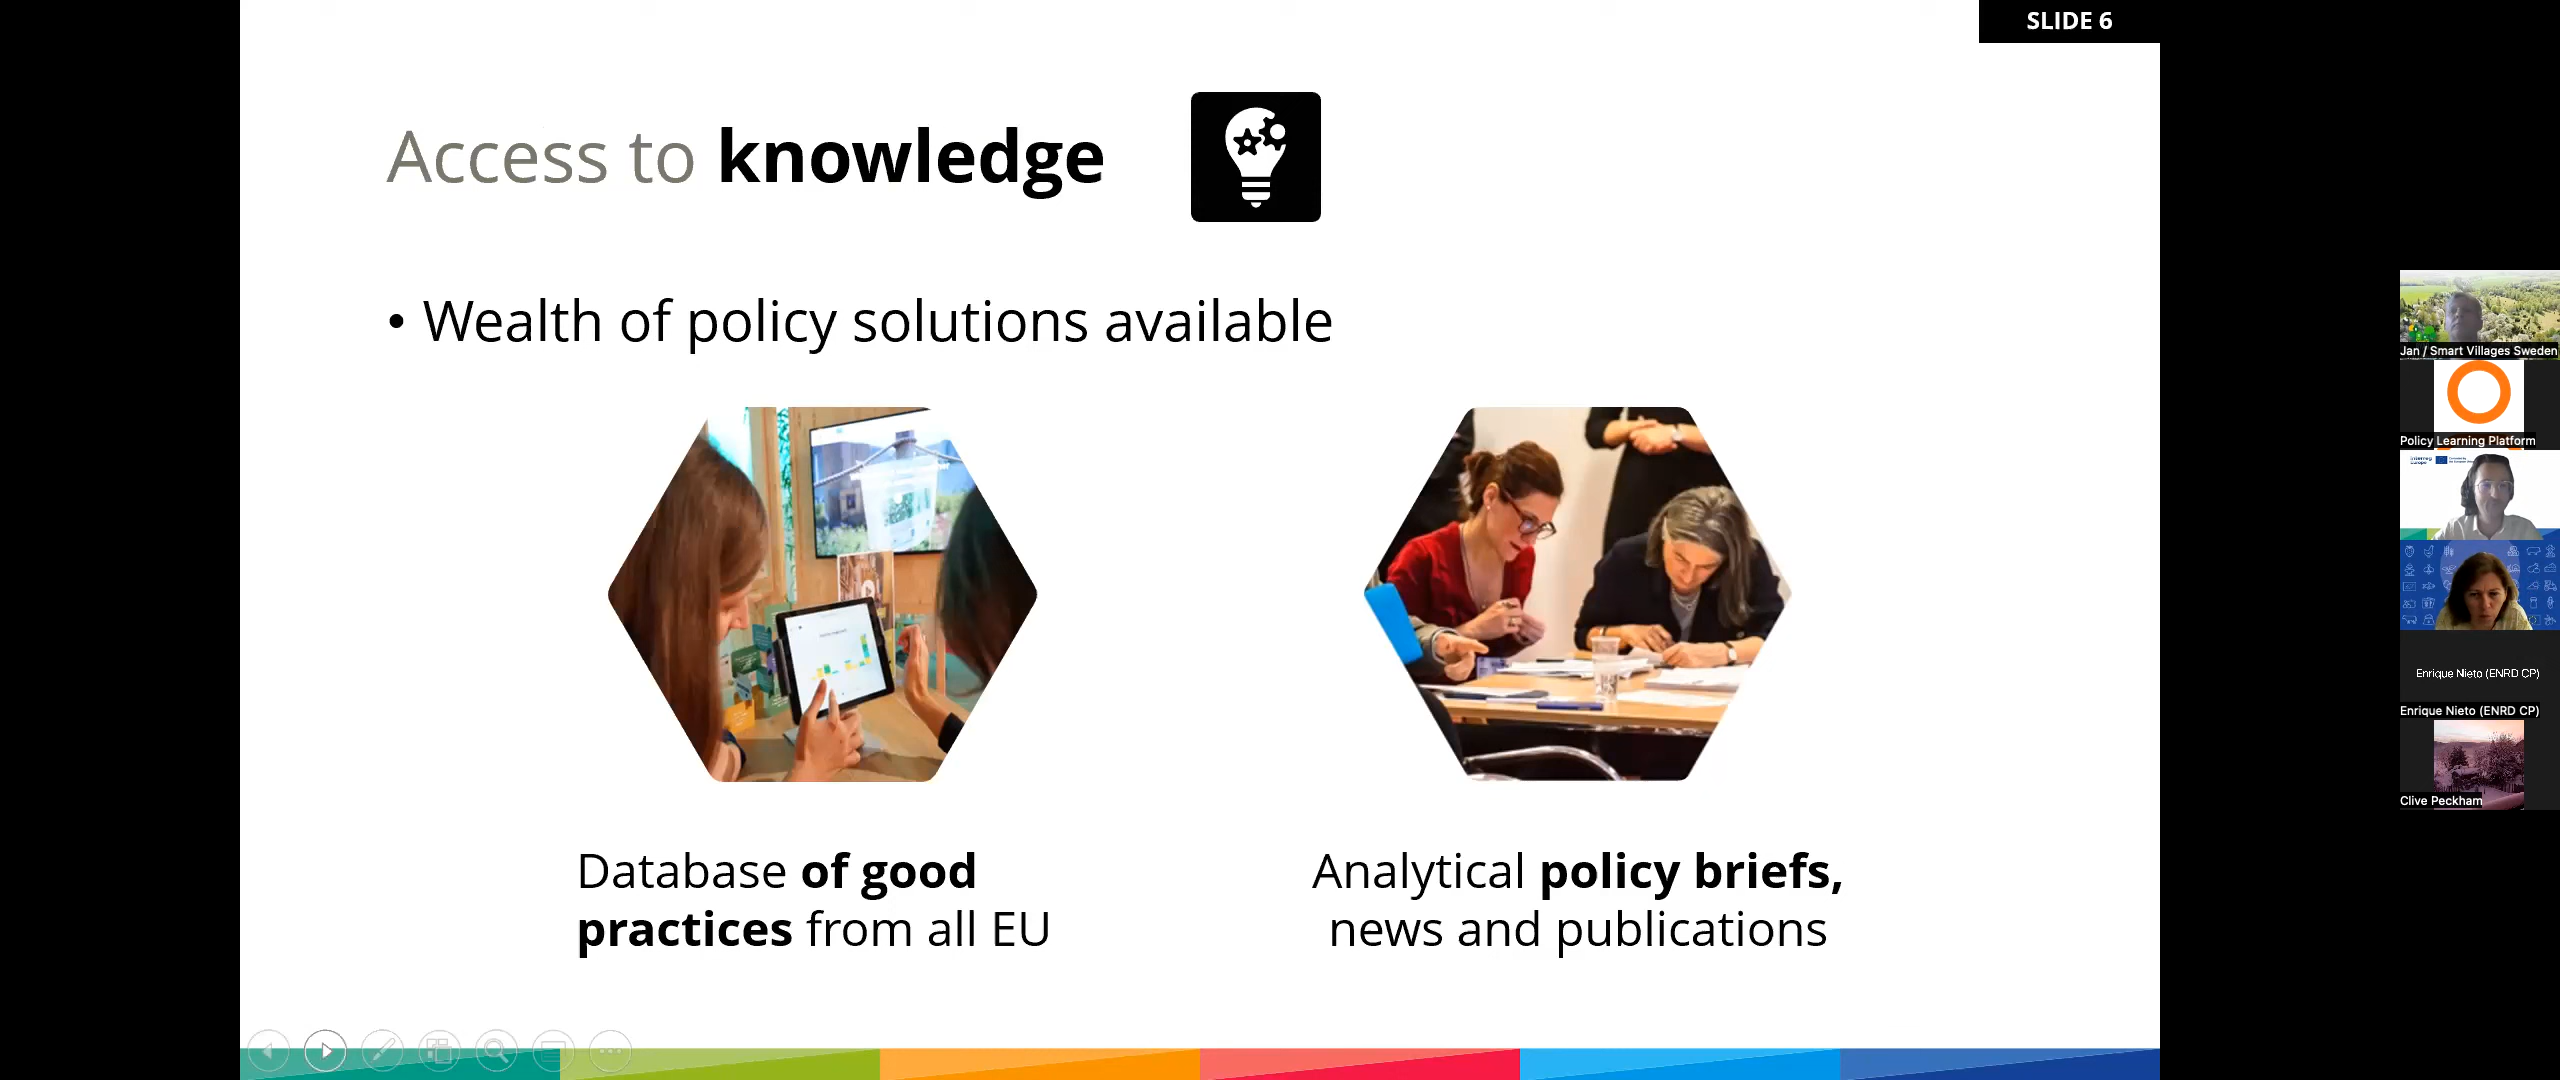 SLIDE 6
Access to knowledge
• Wealth of policy solutions available
Database of good
practices from all EU
Analytical policy briefs,
news and publications
Jan / Smart Villages Sweden
Policy Learning Platform
Interreg
Europe
Enrique Nieto (ENRD CP)
Enrique Nieto (ENRD CP)
Clive Peckham